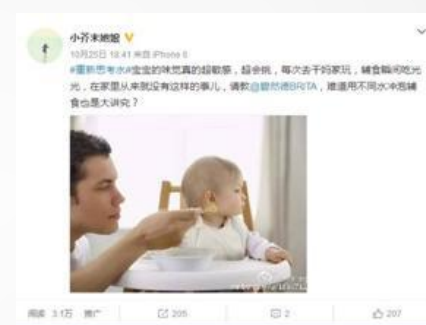 小芥末她姐
10月25日 18:41 来自 iPhone 6
#重新思考水#宝宝的味觉真的超敏感，超会挑，每次去干妈家玩，辅食瞬间吃光
光，在家里从来就没有这样的事儿，请教@碧然德BRITA，难道用不同水冲泡辅
食也是大讲究？
阅读 3.1万 推广
205
2
207